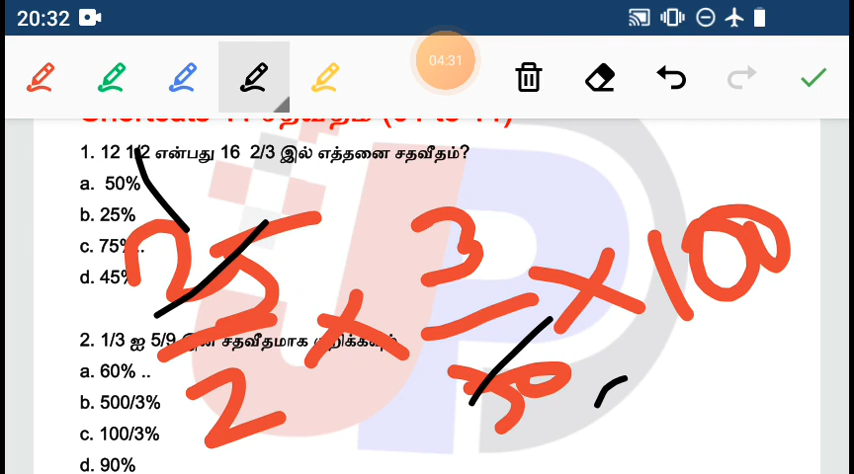 20:32
04:31
1. 12 1/2 என்பது 16 2/3 இல் எத்தனை சதவீதம்?
a. 50%
b. 25%
c. 75% ..
d. 45%
25/2 × 3/50 × 100
2. 1/3 ஐ 5/9 இன் சதவீதமாக குறிக்கவும்
a. 60% ..
b. 500/3%
c. 100/3%
d. 90%